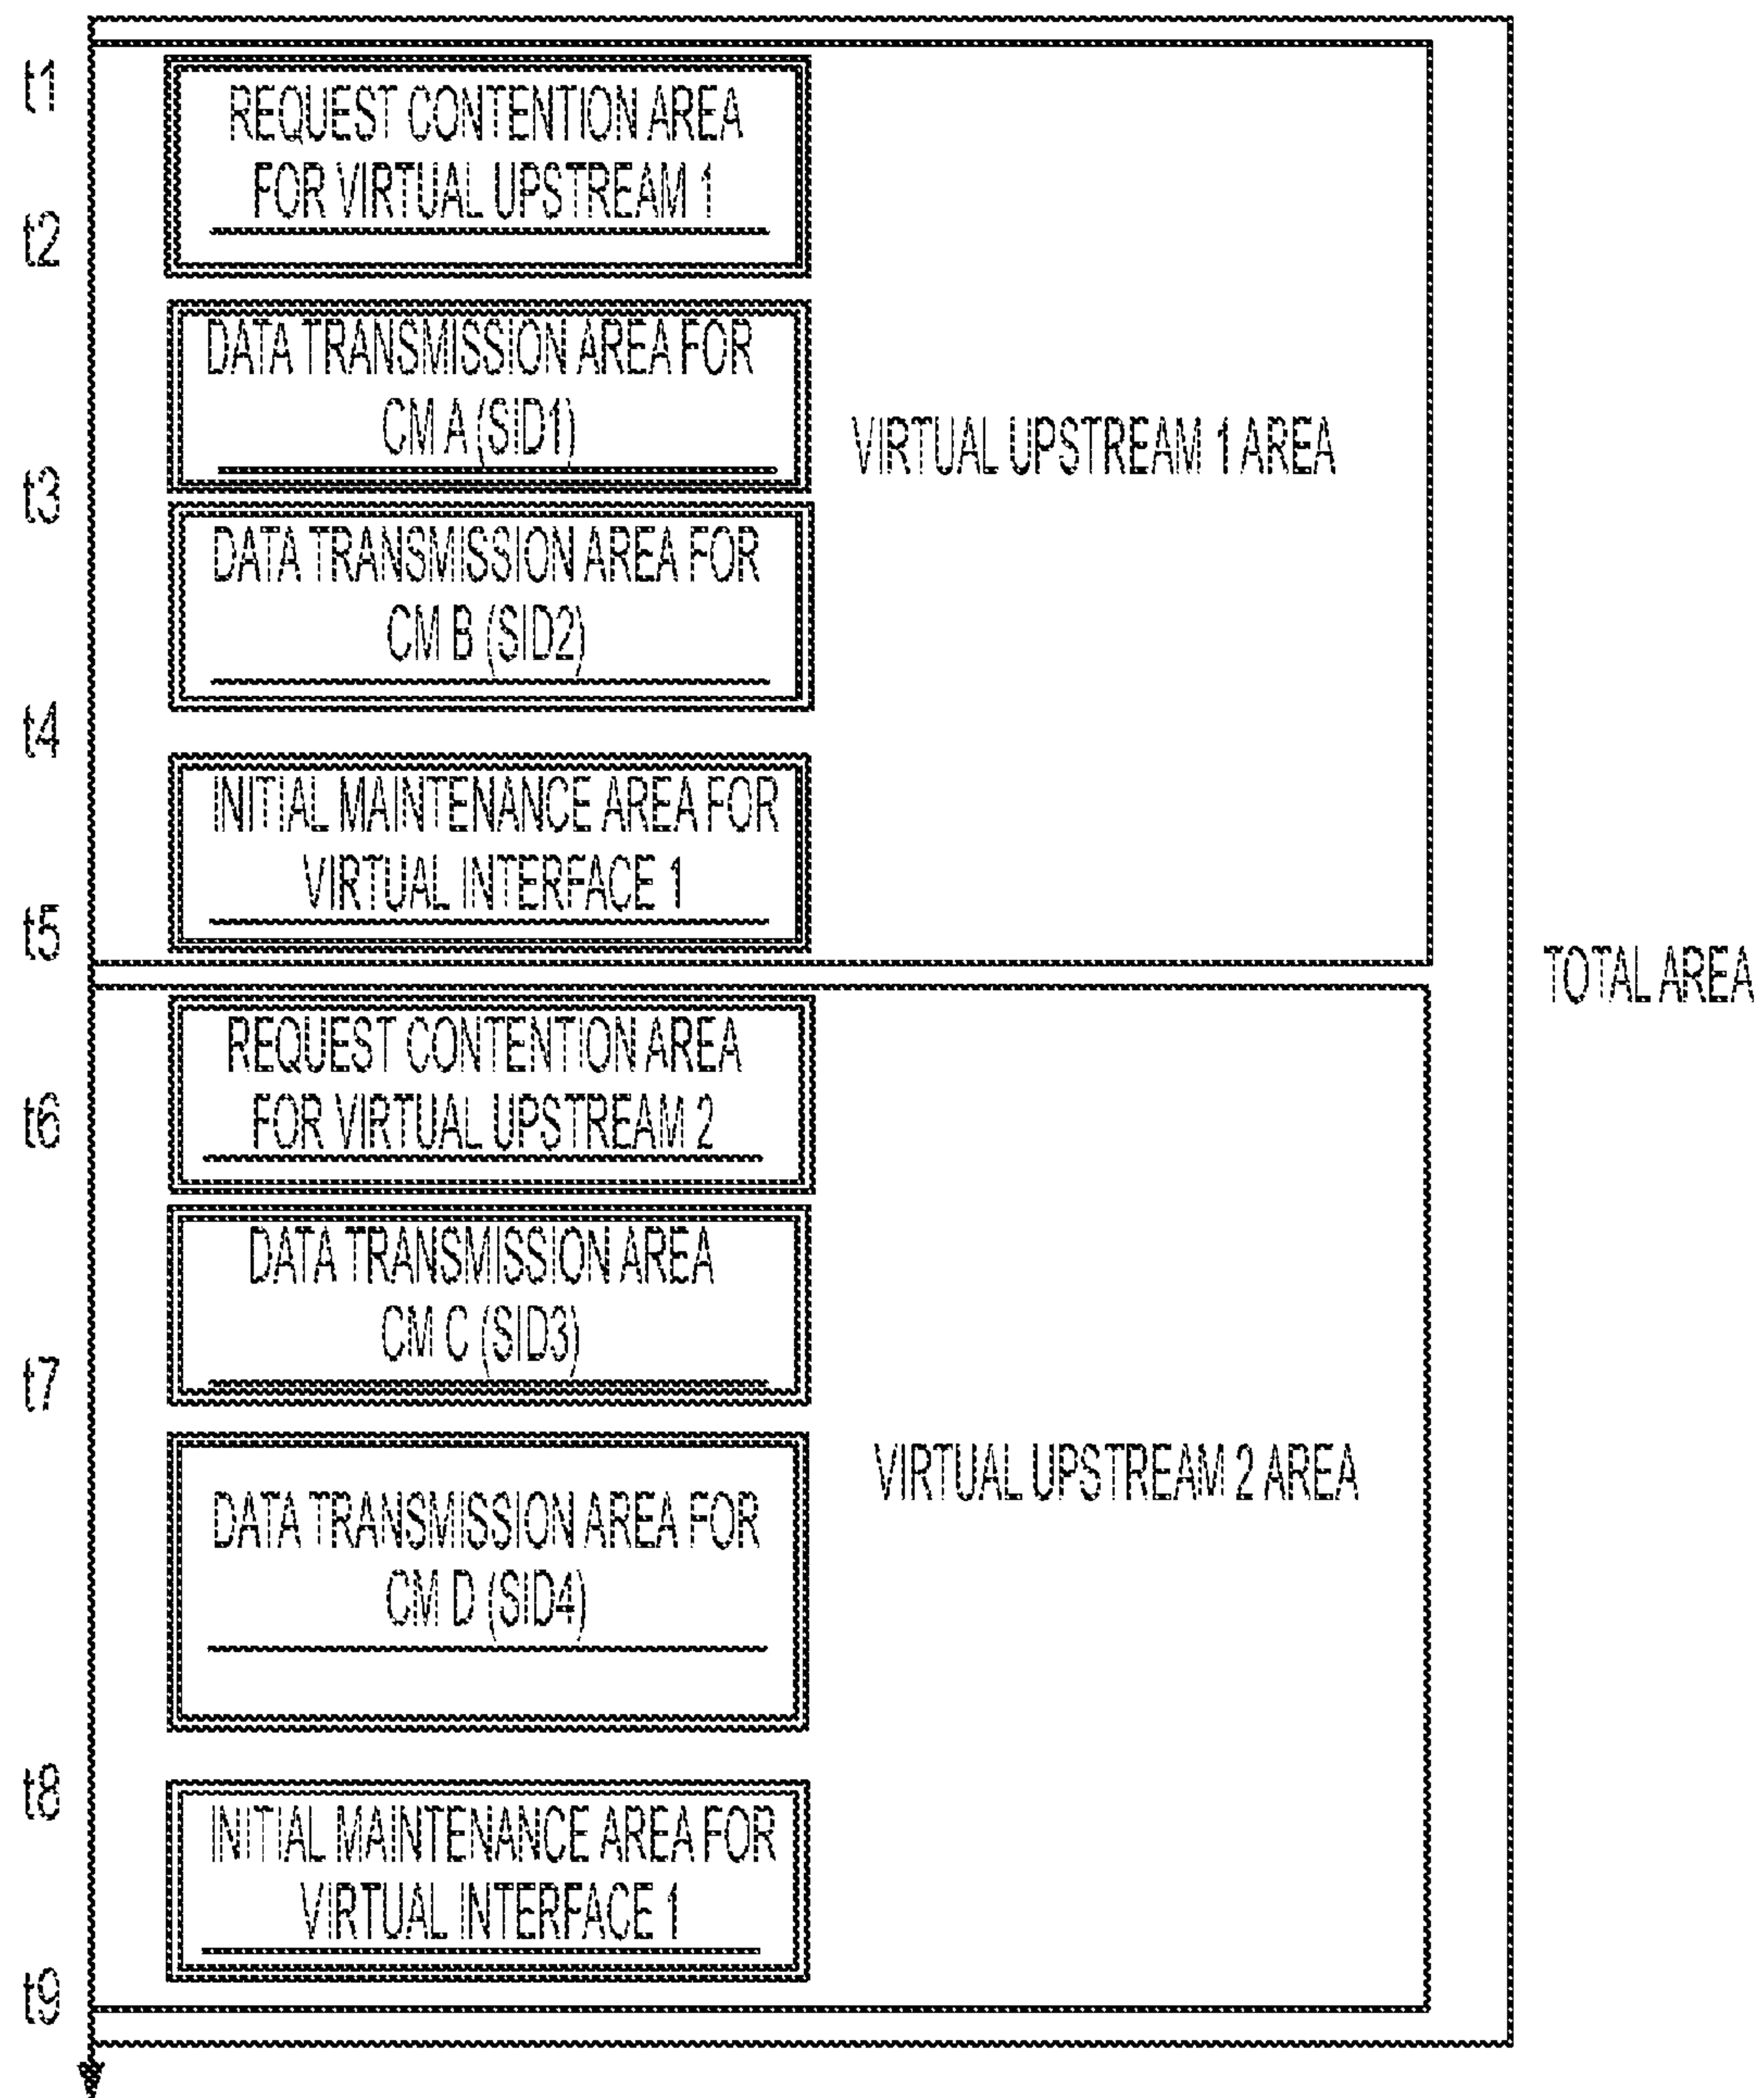 t1
REQUEST CONTENTION AREA
FOR VIRTUAL UPSTREAM 1
t2
DATA TRANSMISSION AREA FOR
CM A (SID1)
VIRTUAL UPSTREAM 1 AREA
t3
DATA TRANSMISSION AREA FOR
CM B (SID2)
t4
INITIAL MAINTENANCE AREA FOR
VIRTUAL INTERFACE 1
t5
TOTAL AREA
REQUEST CONTENTION AREA
FOR VIRTUAL UPSTREAM 2
t6
DATA TRANSMISSION AREA
CM C (SID3)
t7
VIRTUAL UPSTREAM 2 AREA
DATA TRANSMISSION AREA FOR
CM D (SID4)
t8
INITIAL MAINTENANCE AREA FOR
VIRTUAL INTERFACE 1
t9